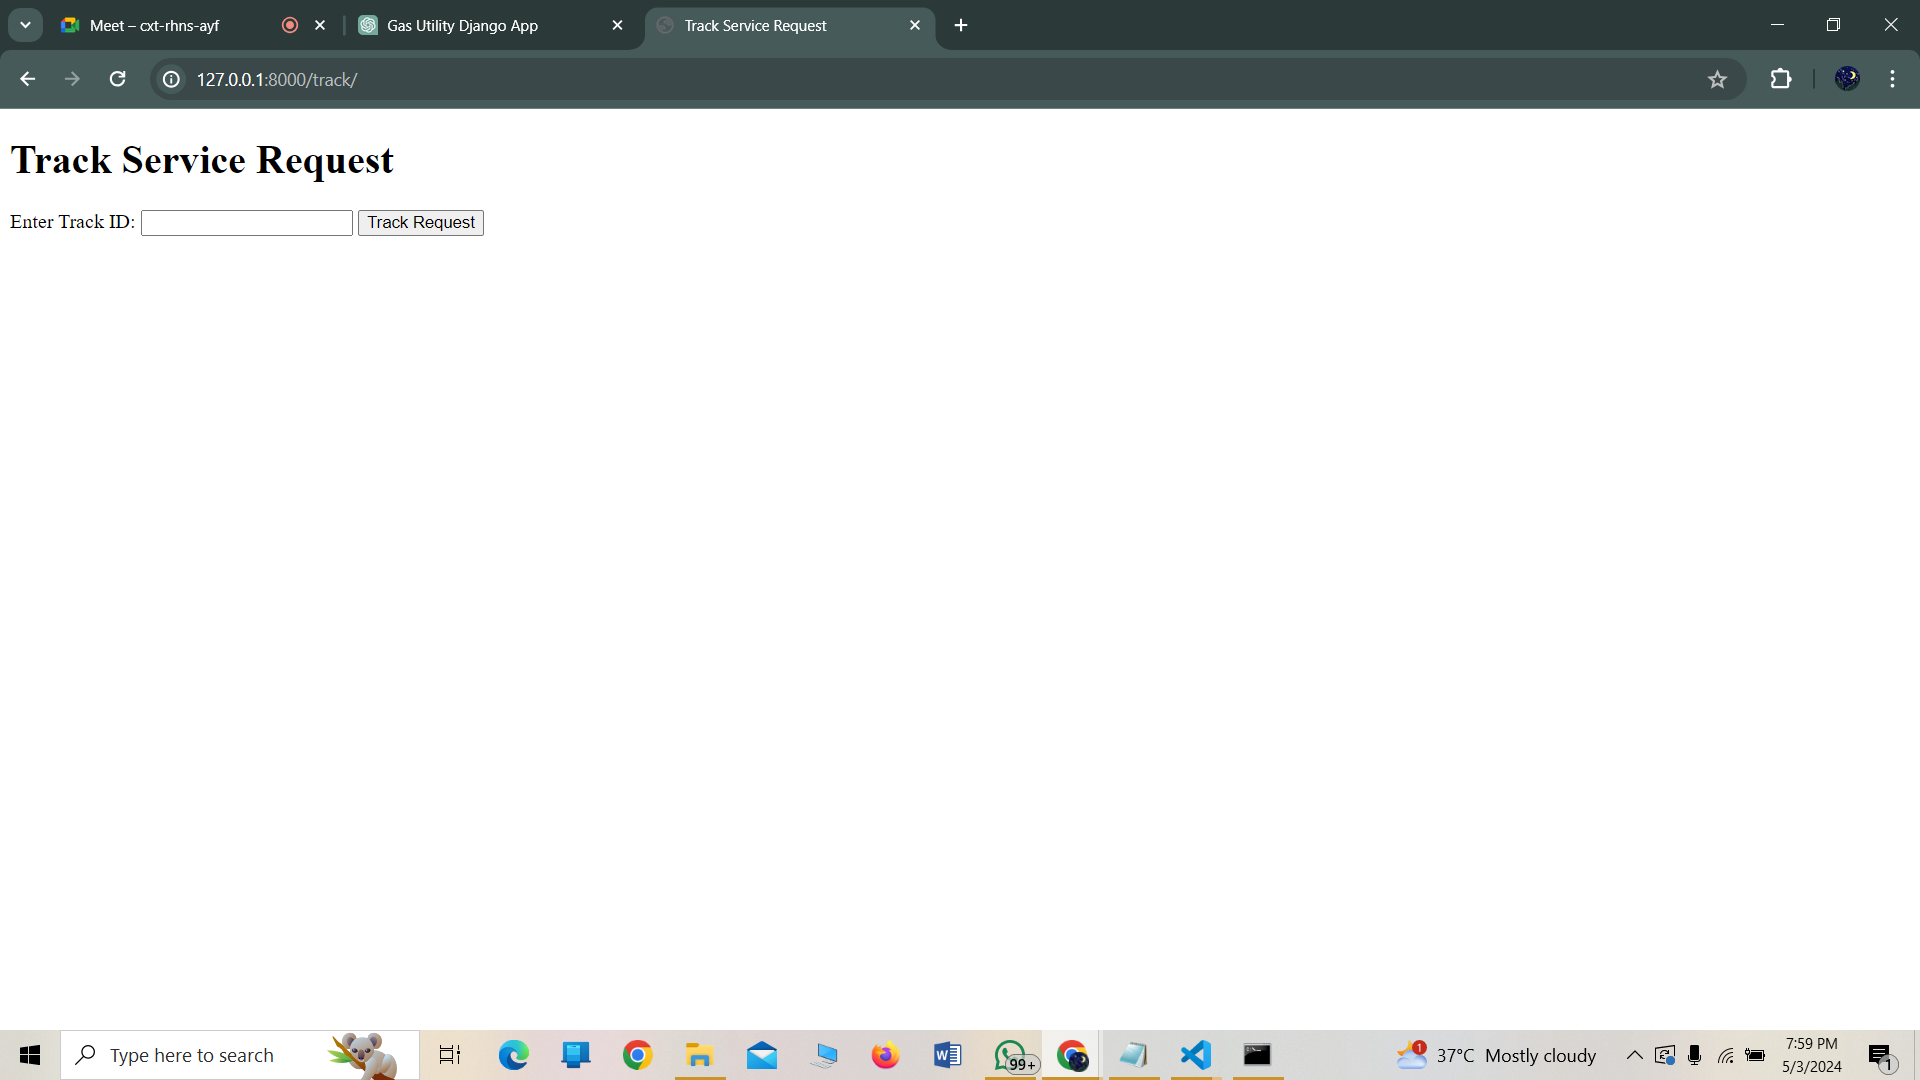 Meet – cxt-rhns-ayf
Gas Utility Django App
Track Service Request
127.0.0.1:8000/track/
Track Service Request
Enter Track ID:
Track Request
Type here to search
99+
1
37°C Mostly cloudy
7:59 PM
5/3/2024
1